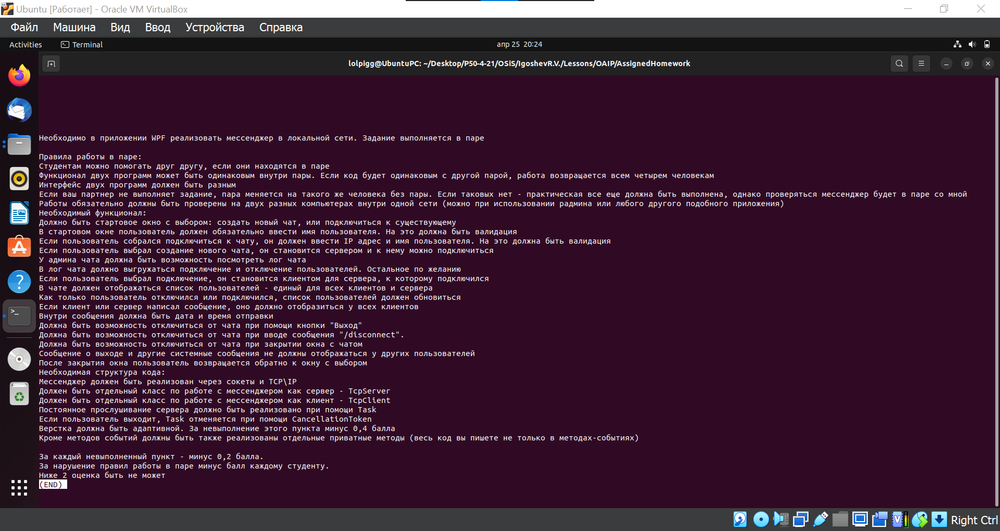 Ubuntu [Работает] - Oracle VM VirtualBox
Файл Машина Вид Ввод Устройства Справка
Activities Terminal апр 25 20:24
lolpigg@UbuntuPC: ~/Desktop/P50-4-21/OSiS/IgoshevR.V./Lessons/OAIP/AssignedHomework
Необходимо в приложении WPF реализовать мессенджер в локальной сети. Задание выполняется в паре
Правила работы в паре:
Студентам можно помогать друг другу, если они находятся в паре
Функционал двух программ может быть одинаковым внутри пары. Если код будет одинаковым с другой парой, работа возвращается всем четырем человекам
Интерфейс двух программ должен быть разным
Если ваш партнер не выполняет задание, пара меняется на такого же человека без пары. Если таковых нет - практическая все еще должна быть выполнена, однако проверяться мессенджер будет в паре со мной
Работы обязательно должны быть проверены на двух разных компьютерах внутри одной сети (можно при использовании радмина или любого другого подобного приложения)
Необходимый функционал:
Должно быть стартовое окно с выбором: создать новый чат, или подключиться к существующему
В стартовом окне пользователь должен обязательно ввести имя пользователя. На это должна быть валидация
Если пользователь собрался подключиться к чату, он должен ввести IP адрес и имя пользователя. На это должна быть валидация
Если пользователь выбрал создание нового чата, он становится сервером и к нему можно подключиться
У админа чата должна быть возможность посмотреть лог чата
В лог чата должно выгружаться подключение и отключение пользователей. Остальное по желанию
Если пользователь выбрал подключение, он становится клиентом для сервера, к которому подключился
В чате должен отображаться список пользователей - единый для всех клиентов и сервера
Как только пользователь отключился или подключился, список пользователей должен обновиться
Если клиент или сервер написал сообщение, оно должно отобразиться у всех клиентов
Внутри сообщения должна быть дата и время отправки
Должна быть возможность отключиться от чата при помощи кнопки "Выход"
Должна быть возможность отключиться от чата при вводе сообщения "/disconnect".
Должна быть возможность отключиться от чата при закрытии окна с чатом
Сообщение о выходе и другие системные сообщения не должны отображаться у других пользователей
После закрытия окна пользователь возвращается обратно к окну с выбором
Необходимая структура кода:
Мессенджер должен быть реализован через сокеты и TCP\IP
Должен быть отдельный класс по работе с мессенджером как сервер - TcpServer
Должен быть отдельный класс по работе с мессенджером как клиент - TcpClient
Постоянное прослушивание сервера должно быть реализовано при помощи Task
Если пользователь выходит, Task отменяется при помощи CancellationToken
Верстка должна быть адаптивной. За невыполнение этого пункта минус 0,4 балла
Кроме методов событий должны быть также реализованы отдельные приватные методы (весь код вы пишете не только в методах-событиях)
За каждый невыполненный пункт - минус 0,2 балла.
За нарушение правил работы в паре минус балл каждому студенту.
Ниже 2 оценка быть не может
(END)
Right Ctrl